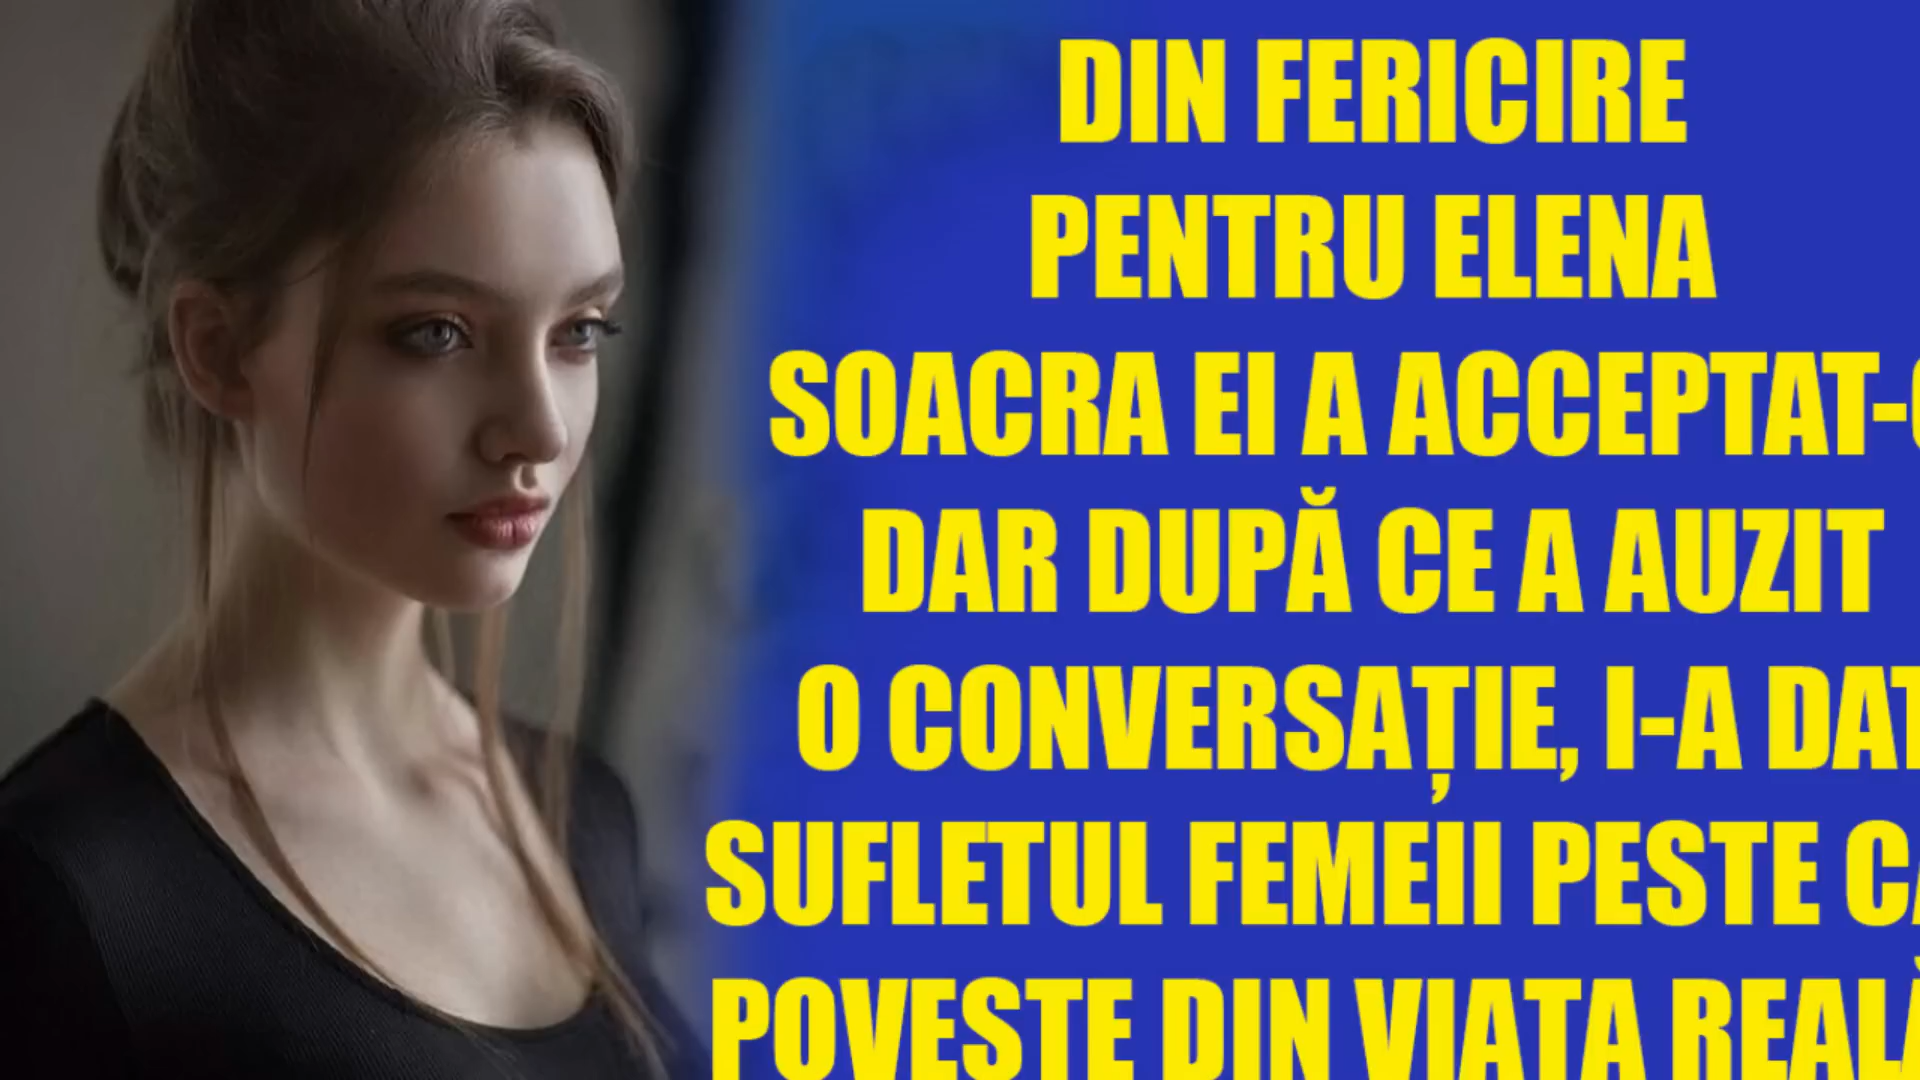 DIN FERICIRE
PENTRU ELENA
SOACRA EI A ACCEPTAT-
DAR DUPĂ CE A AUZIT
O CONVERSAȚIE, I-A DAT
SUFLETUL FEMEII PESTE
POVESTE DIN VIATA REALĂ